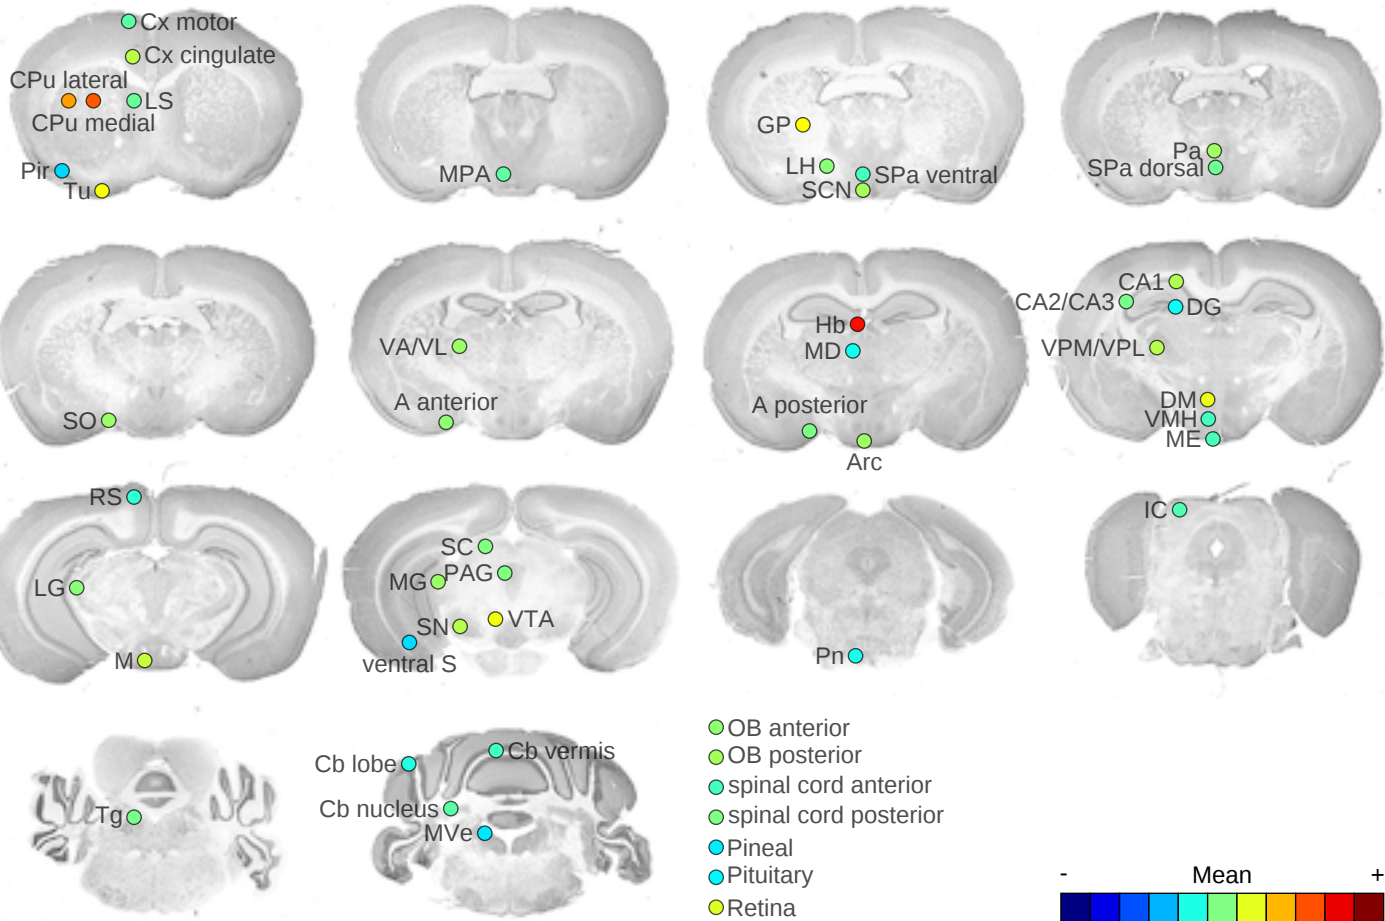 Cx motor
Cx cingulate
CPu lateral
LS
CPu medial
Pir
Tu
MPA
GP
LH
SPa ventral
SCN
Pa
SPa dorsal
SO
VA/VL
A anterior
Hb
MD
A posterior
Arc
CA1
CA2/CA3
DG
VPM/VPL
DM
VMH
ME
RS
LG
M
SC
PAG
MG
SN
VTA
ventral S
Pn
IC
Tg
Cb vermis
Cb lobe
Cb nucleus
MVe
OB anterior
OB posterior
spinal cord anterior
spinal cord posterior
Pineal
Pituitary
Retina
- Mean +